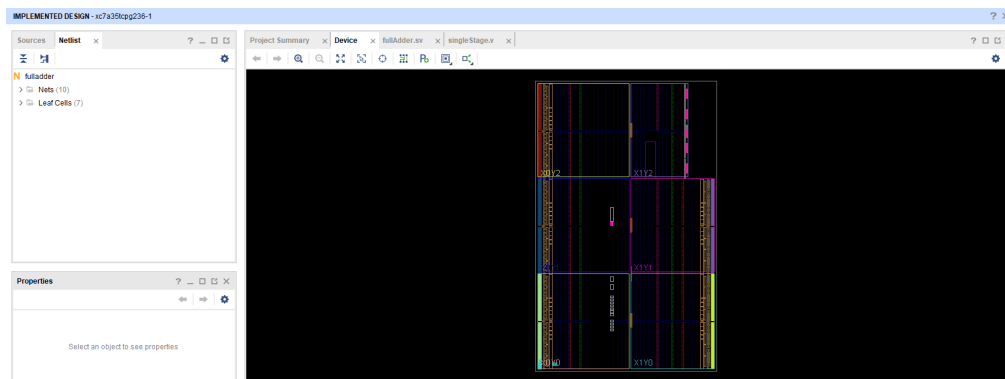 IMPLEMENTED DESIGN - xc7a35tcpg236-1
Sources Netlist
Project Summary Device fullAdder.sv singleStage.v
N fulladder
Nets (10)
Leaf Cells (7)
X0Y2 X1Y2
X1Y1
Properties
Select an object to see properties
X0Y0 X1Y0